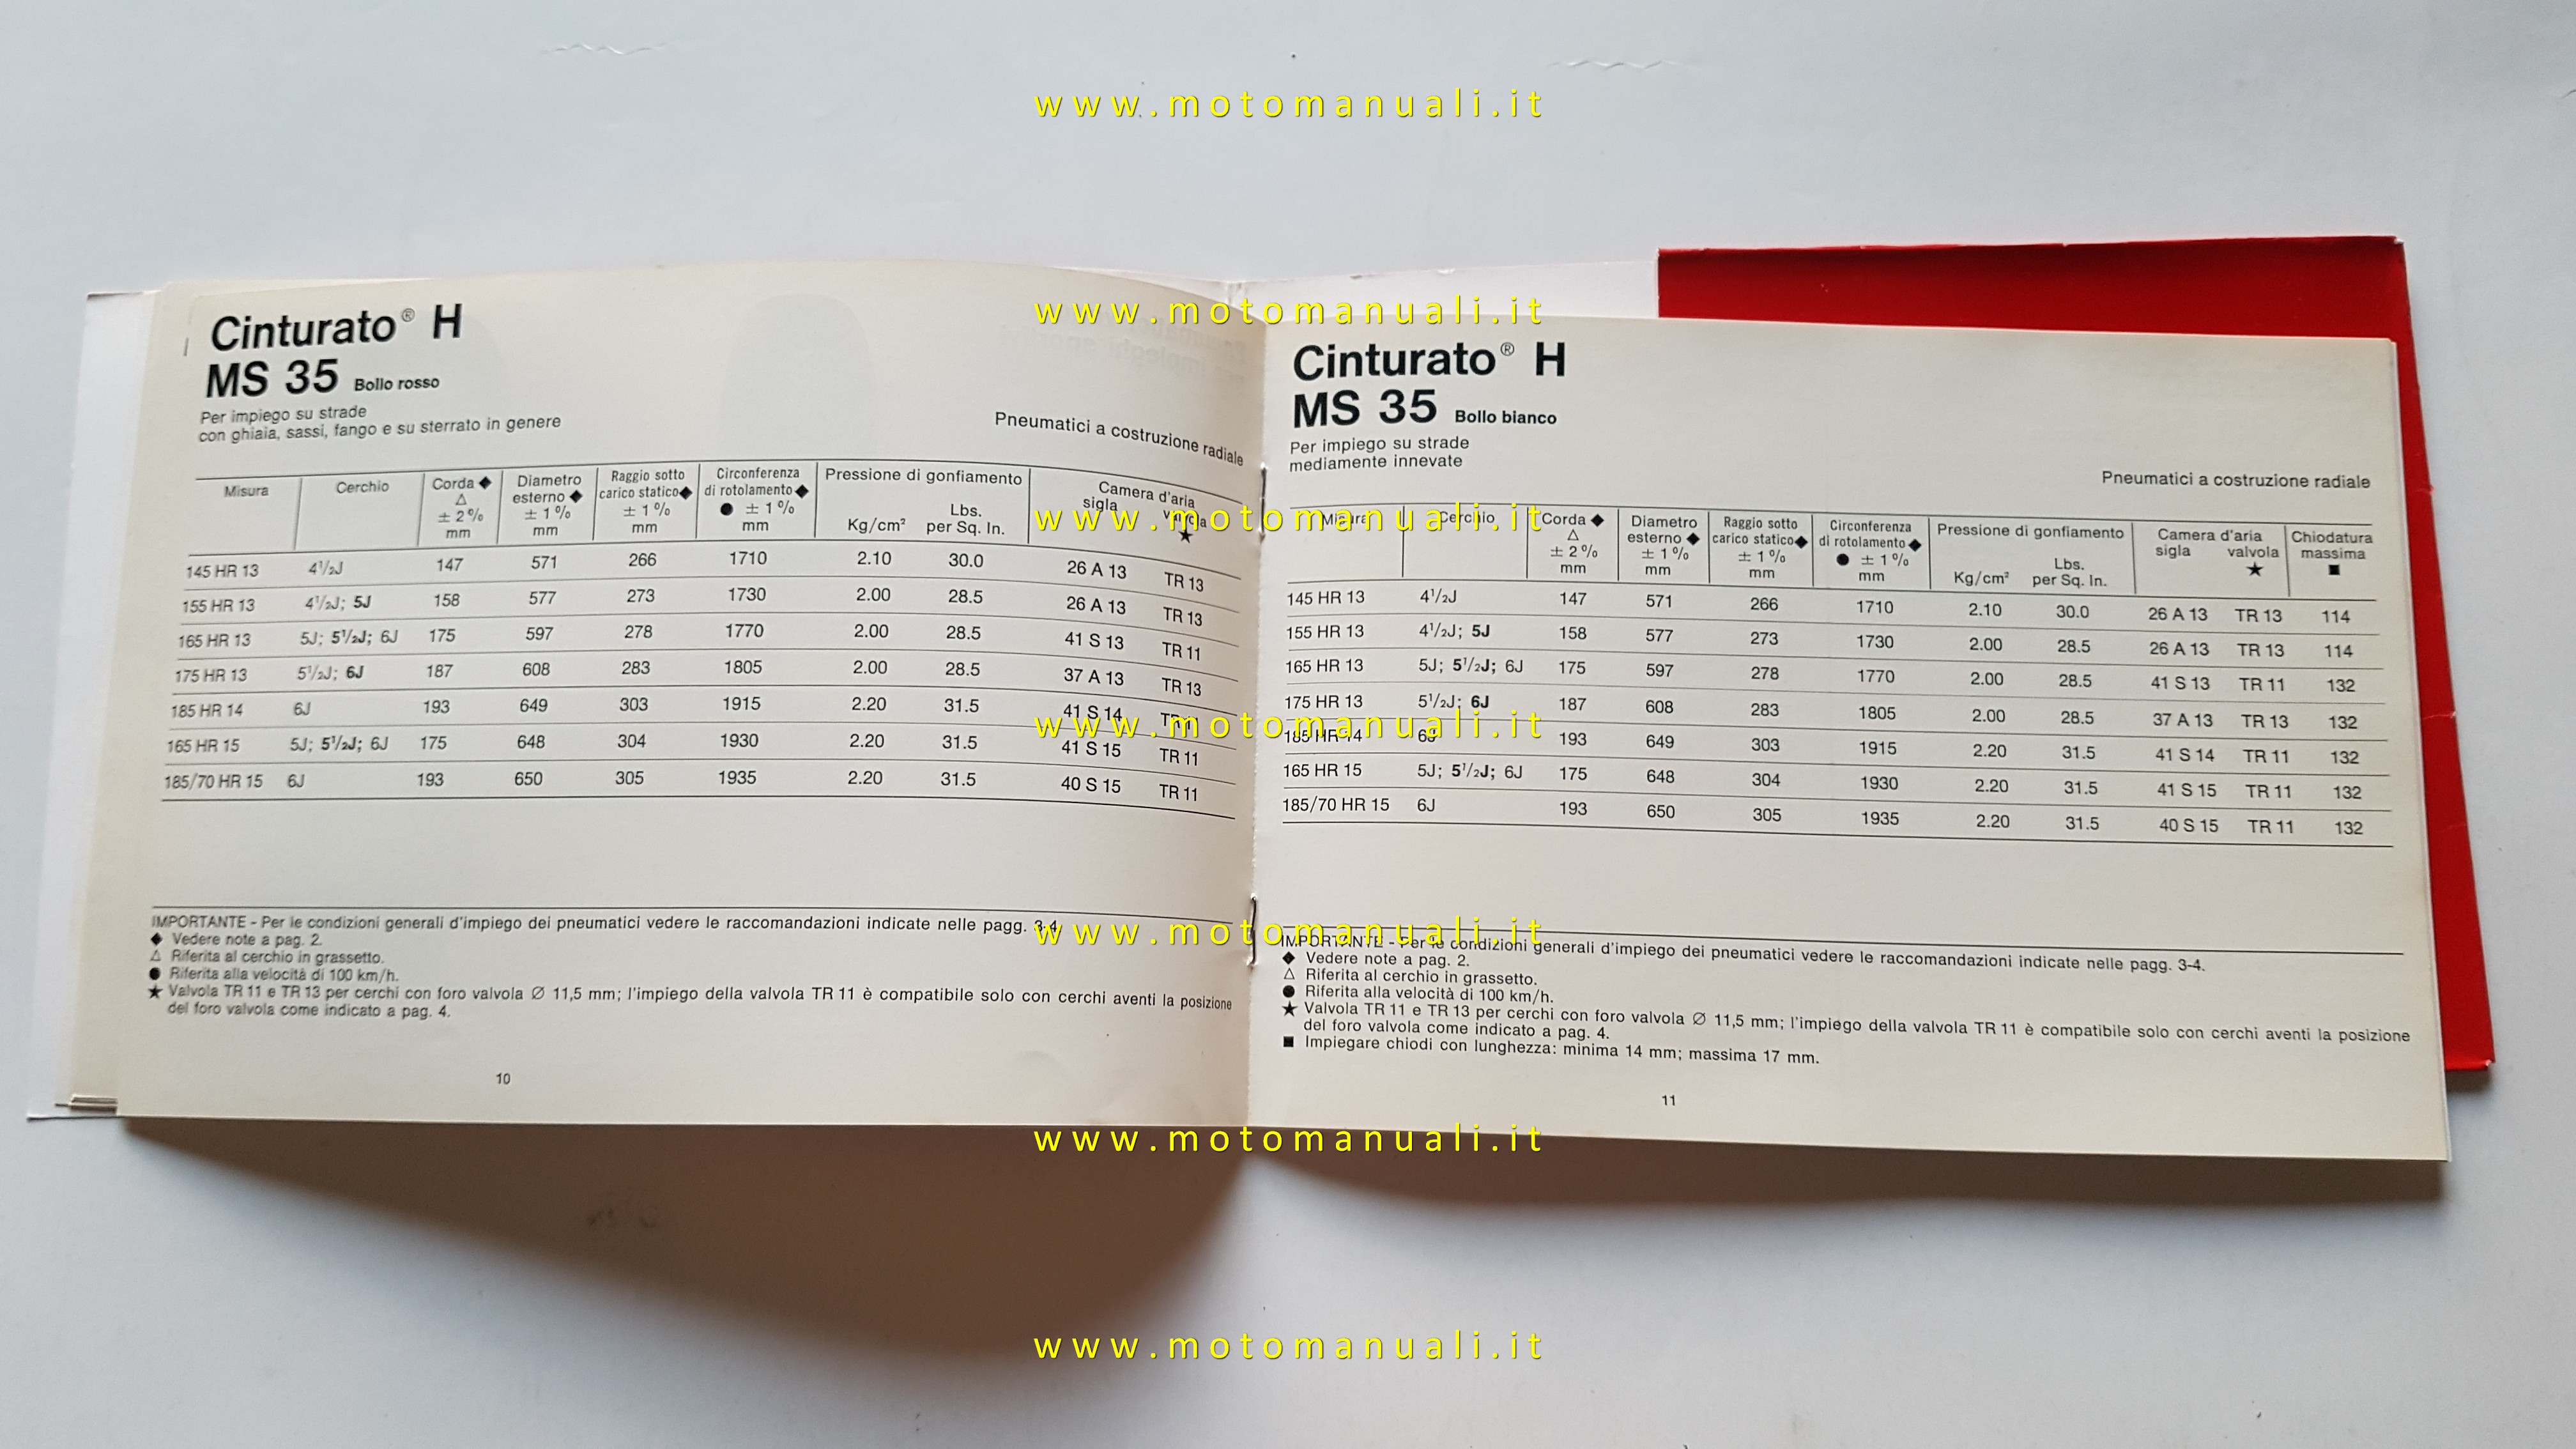 www.motomanuali.it
www.motomanuali.it
Cinturato® H
MS 35 Bollo rosso
Per impiego su strade
con ghiaia, sassi, fango e su sterrato in genere
Pneumatici a costruzione radiale
Misura Cerchio Corda ◆ △ ± 2% mm Diametro esterno ◆ ± 1% mm Raggio sotto carico statico ◆ ± 1% mm Circonferenza di rotolamento ◆ ● ± 1% mm Pressione di gonfiamento Kg/cm² Lbs. per Sq. In. Camera d'aria sigla valvola ★
145 HR 13 4½J 147 571 266 1710 2.10 30.0 26 A 13 TR 13
155 HR 13 4½J; 5J 158 577 273 1730 2.00 28.5 26 A 13 TR 13
165 HR 13 5J; 5½J; 6J 175 597 278 1770 2.00 28.5 41 S 13 TR 11
175 HR 13 5½J; 6J 187 608 283 1805 2.00 28.5 37 A 13 TR 13
185 HR 14 6J 193 649 303 1915 2.20 31.5 41 S 14 TR 11
165 HR 15 5J; 5½J; 6J 175 648 304 1930 2.20 31.5 41 S 15 TR 11
185/70 HR 15 6J 193 650 305 1935 2.20 31.5 40 S 15 TR 11
IMPORTANTE - Per le condizioni generali d'impiego dei pneumatici vedere le raccomandazioni indicate nelle pagg. 3-4.
◆ Vedere note a pag. 2.
△ Riferita al cerchio in grassetto.
● Riferita alla velocità di 100 km/h.
★ Valvola TR 11 e TR 13 per cerchi con foro valvola ∅ 11,5 mm; l'impiego della valvola TR 11 è compatibile solo con cerchi aventi la posizione
del foro valvola come indicato a pag. 4.
10
Cinturato® H
MS 35 Bollo bianco
Per impiego su strade
mediamente innevate
Pneumatici a costruzione radiale
www.motomanuali.it
Misura Cerchio Corda ◆ △ ± 2% mm Diametro esterno ◆ ± 1% mm Raggio sotto carico statico ◆ ± 1% mm Circonferenza di rotolamento ◆ ● ± 1% mm Pressione di gonfiamento Kg/cm² Lbs. per Sq. In. Camera d'aria sigla valvola ★ Chiodatura massima ■
145 HR 13 4½J 147 571 266 1710 2.10 30.0 26 A 13 TR 13 114
155 HR 13 4½J; 5J 158 577 273 1730 2.00 28.5 26 A 13 TR 13 114
165 HR 13 5J; 5½J; 6J 175 597 278 1770 2.00 28.5 41 S 13 TR 11 132
175 HR 13 5½J; 6J 187 608 283 1805 2.00 28.5 37 A 13 TR 13 132
www.motomanuali.it
185 HR 14 6J 193 649 303 1915 2.20 31.5 41 S 14 TR 11 132
165 HR 15 5J; 5½J; 6J 175 648 304 1930 2.20 31.5 41 S 15 TR 11 132
185/70 HR 15 6J 193 650 305 1935 2.20 31.5 40 S 15 TR 11 132
www.motomanuali.it
IMPORTANTE - Per le condizioni generali d'impiego dei pneumatici vedere le raccomandazioni indicate nelle pagg. 3-4.
◆ Vedere note a pag. 2.
△ Riferita al cerchio in grassetto.
● Riferita alla velocità di 100 km/h.
★ Valvola TR 11 e TR 13 per cerchi con foro valvola ∅ 11,5 mm; l'impiego della valvola TR 11 è compatibile solo con cerchi aventi la posizione
del foro valvola come indicato a pag. 4.
■ Impiegare chiodi con lunghezza: minima 14 mm; massima 17 mm.
11
www.motomanuali.it
www.motomanuali.it